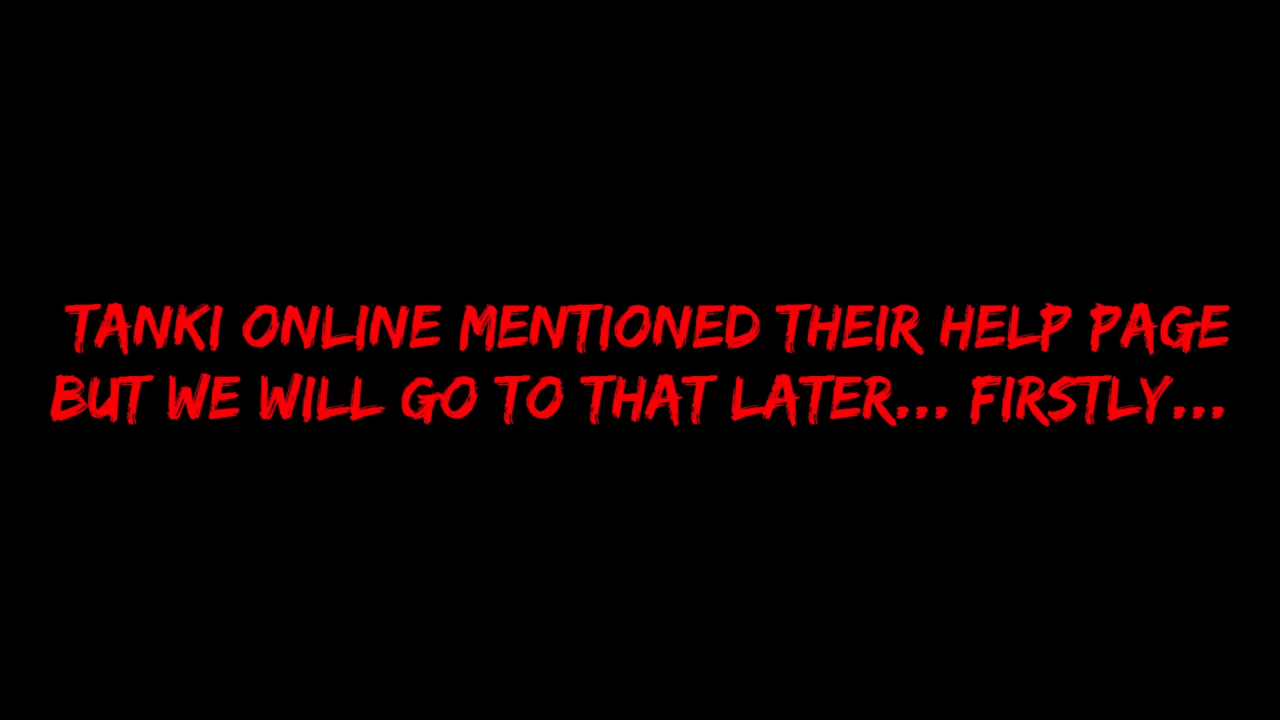 TANKI ONLINE MENTIONED THEIR HELP PAGE
BUT WE WILL GO TO THAT LATER... FIRSTLY...